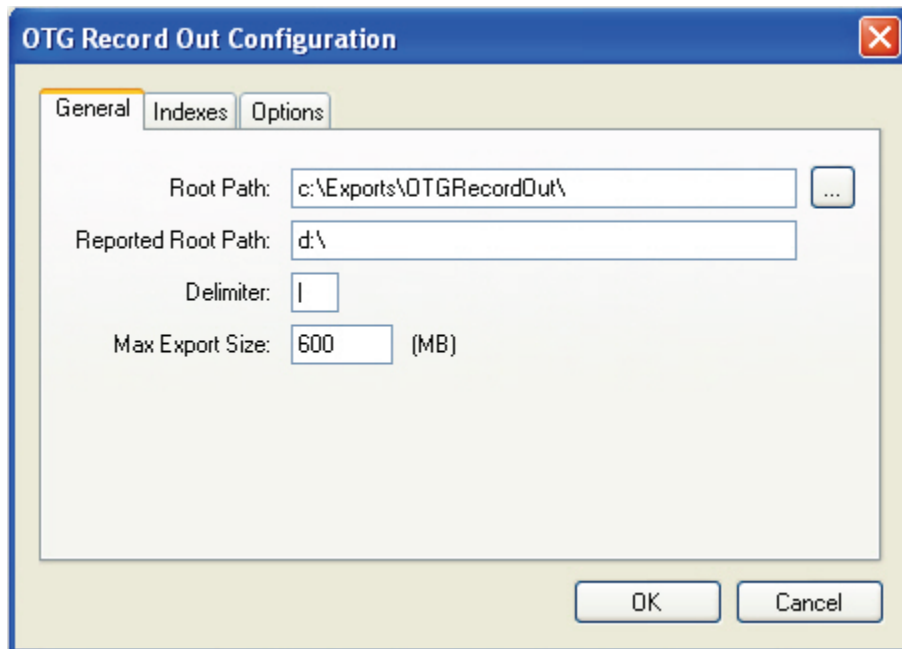 OTG Record Out Configuration
General Indexes Options
Root Path: c:\Exports\OTGRecordOut\ ...
Reported Root Path: d:\
Delimiter: |
Max Export Size: 600 (MB)
OK Cancel